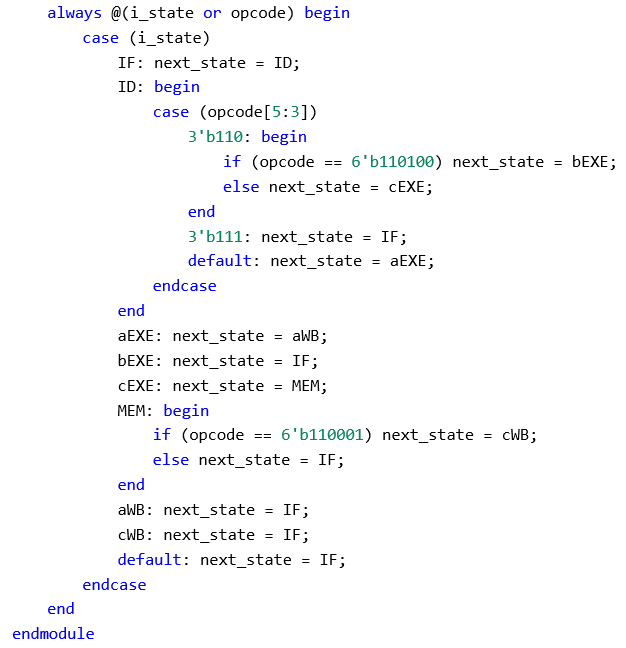 always @(i_state or opcode) begin
case (i_state)
IF: next_state = ID;
ID: begin
case (opcode[5:3])
3'b110: begin
if (opcode == 6'b110100) next_state = bEXE;
else next_state = cEXE;
end
3'b111: next_state = IF;
default: next_state = aEXE;
endcase
end
aEXE: next_state = aWB;
bEXE: next_state = IF;
cEXE: next_state = MEM;
MEM: begin
if (opcode == 6'b110001) next_state = cWB;
else next_state = IF;
end
aWB: next_state = IF;
cWB: next_state = IF;
default: next_state = IF;
endcase
end
endmodule